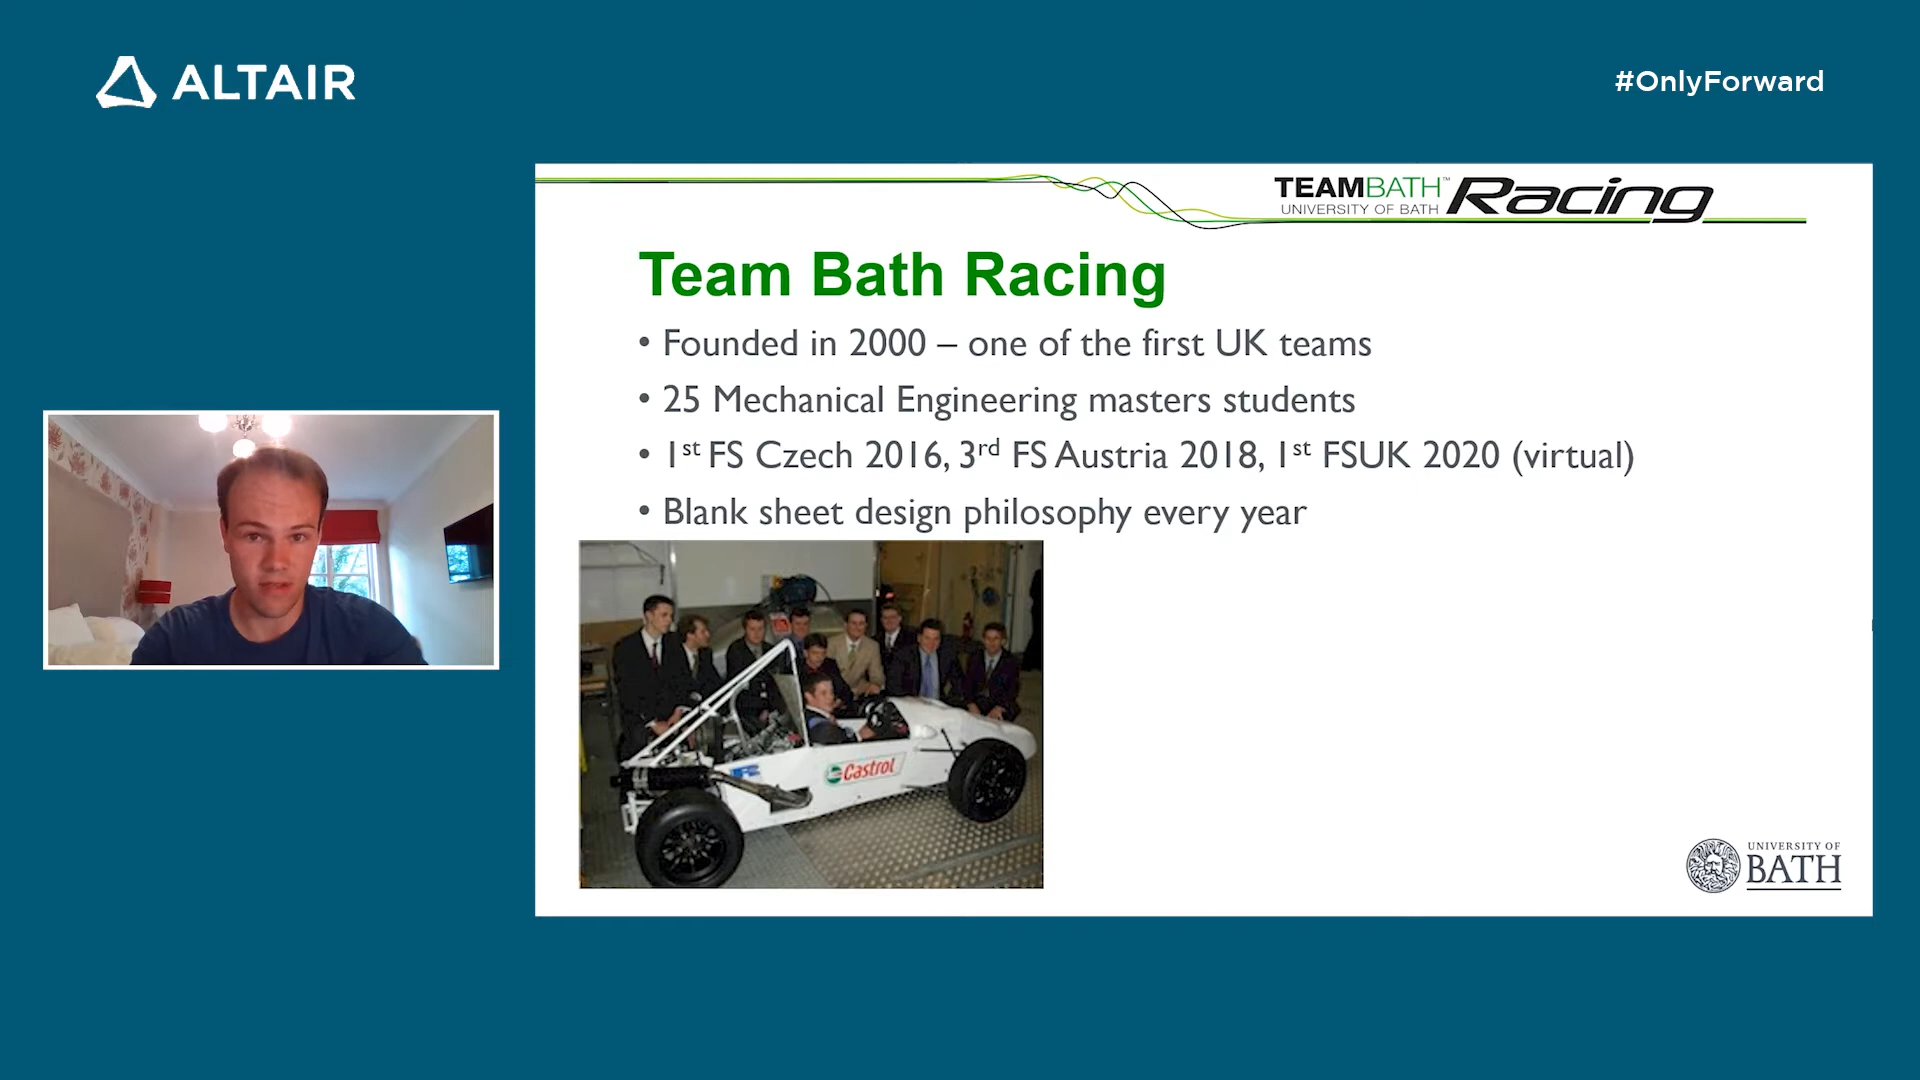 ALTAIR
#OnlyForward
TEAMBATH™ Racing
UNIVERSITY OF BATH
Team Bath Racing
• Founded in 2000 – one of the first UK teams
• 25 Mechanical Engineering masters students
• 1st FS Czech 2016, 3rd FS Austria 2018, 1st FSUK 2020 (virtual)
• Blank sheet design philosophy every year
Castrol
UNIVERSITY OF
BATH